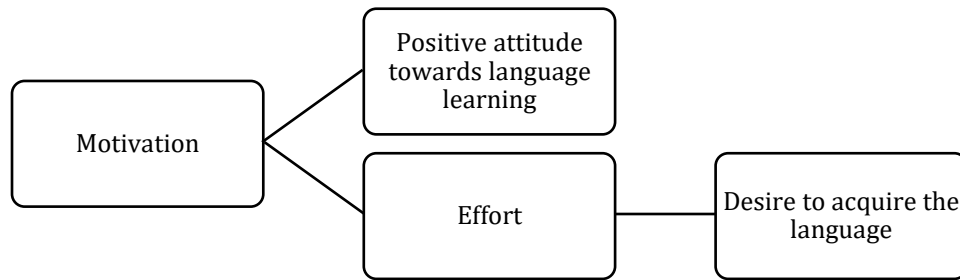 Positive attitude
towards language
learning
Motivation
Effort
Desire to acquire the
language